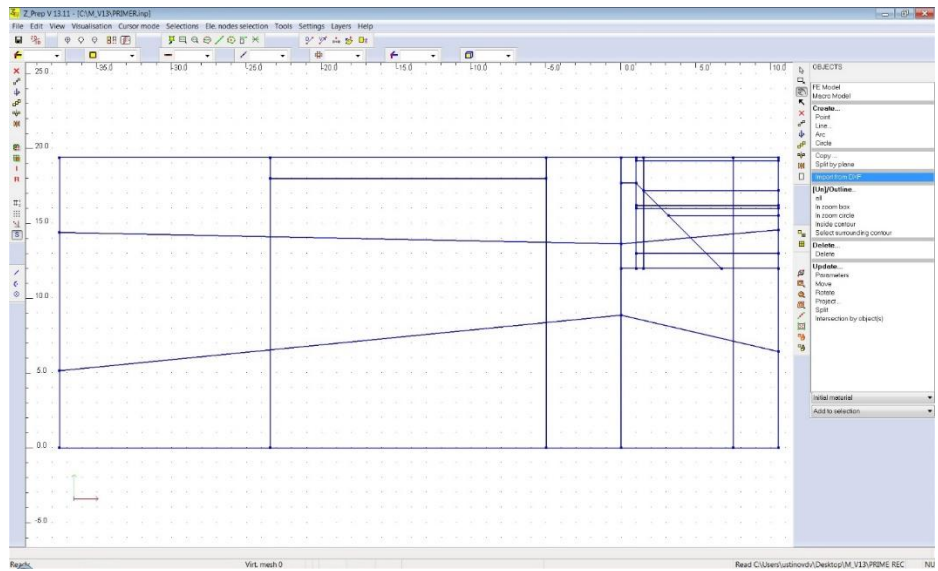 Z_Prep V 13.11 - [C:\M_V13\PRIMER.inp]
File Edit View Visualisation Cursor mode Selections Ele. nodes selection Tools Settings Layers Help
25.0
-35.0
-30.0
-25.0
-20.0
-15.0
-10.0
-5.0
0.0
5.0
10.0
20.0
15.0
10.0
5.0
0.0
-5.0
OBJECTS
FE Model
Macro Model
Create...
Point
Line...
Arc
Circle
Copy ...
Split by plane
Import from DXF
[Un]/Outline...
all
In zoom box
In zoom circle
Inside contour
Select surrounding contour
Delete...
Delete
Update...
Parameters
Move
Rotate
Project...
Split
Intersection by object(s)
Initial material
Add to selection
Ready,
Virt. mesh 0
Read C:\Users\ustinovdv\Desktop\M_V13\PRIME REC
NU